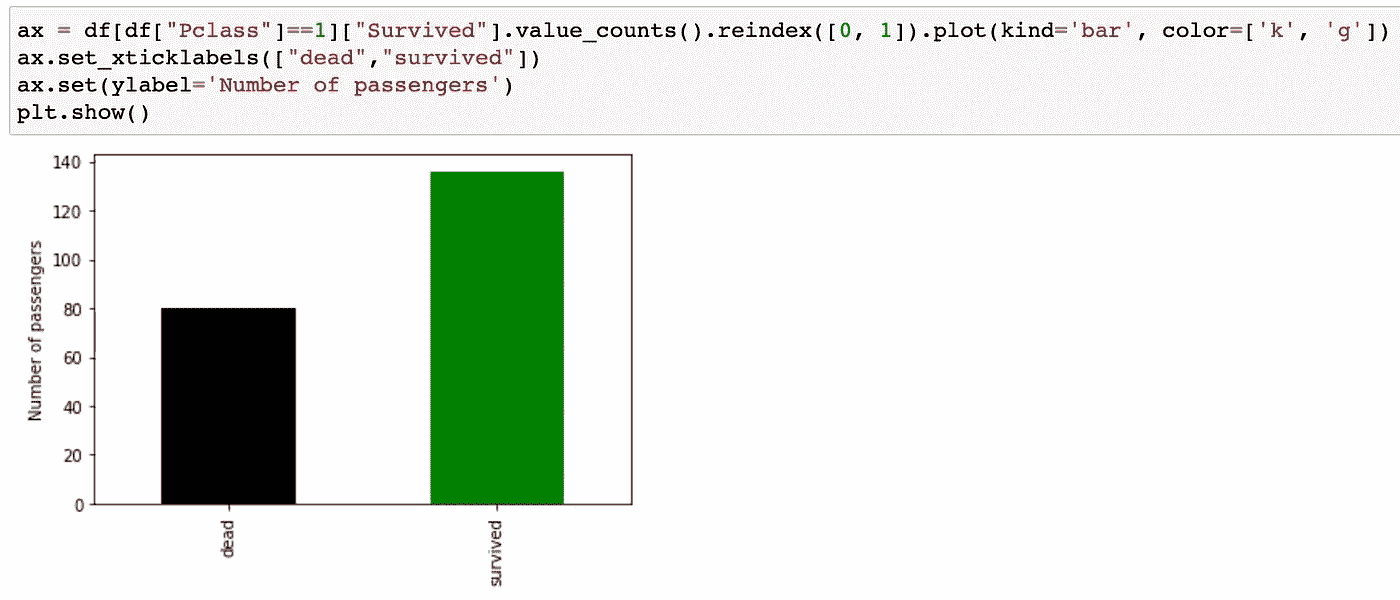 ax = df[df["Pclass"]==1]["Survived"].value_counts().reindex([0, 1]).plot(kind='bar', color=['k', 'g'])
ax.set_xticklabels(["dead","survived"])
ax.set(ylabel='Number of passengers')
plt.show()
140
120
100
80
60
40
20
0
Number of passengers
dead
survived